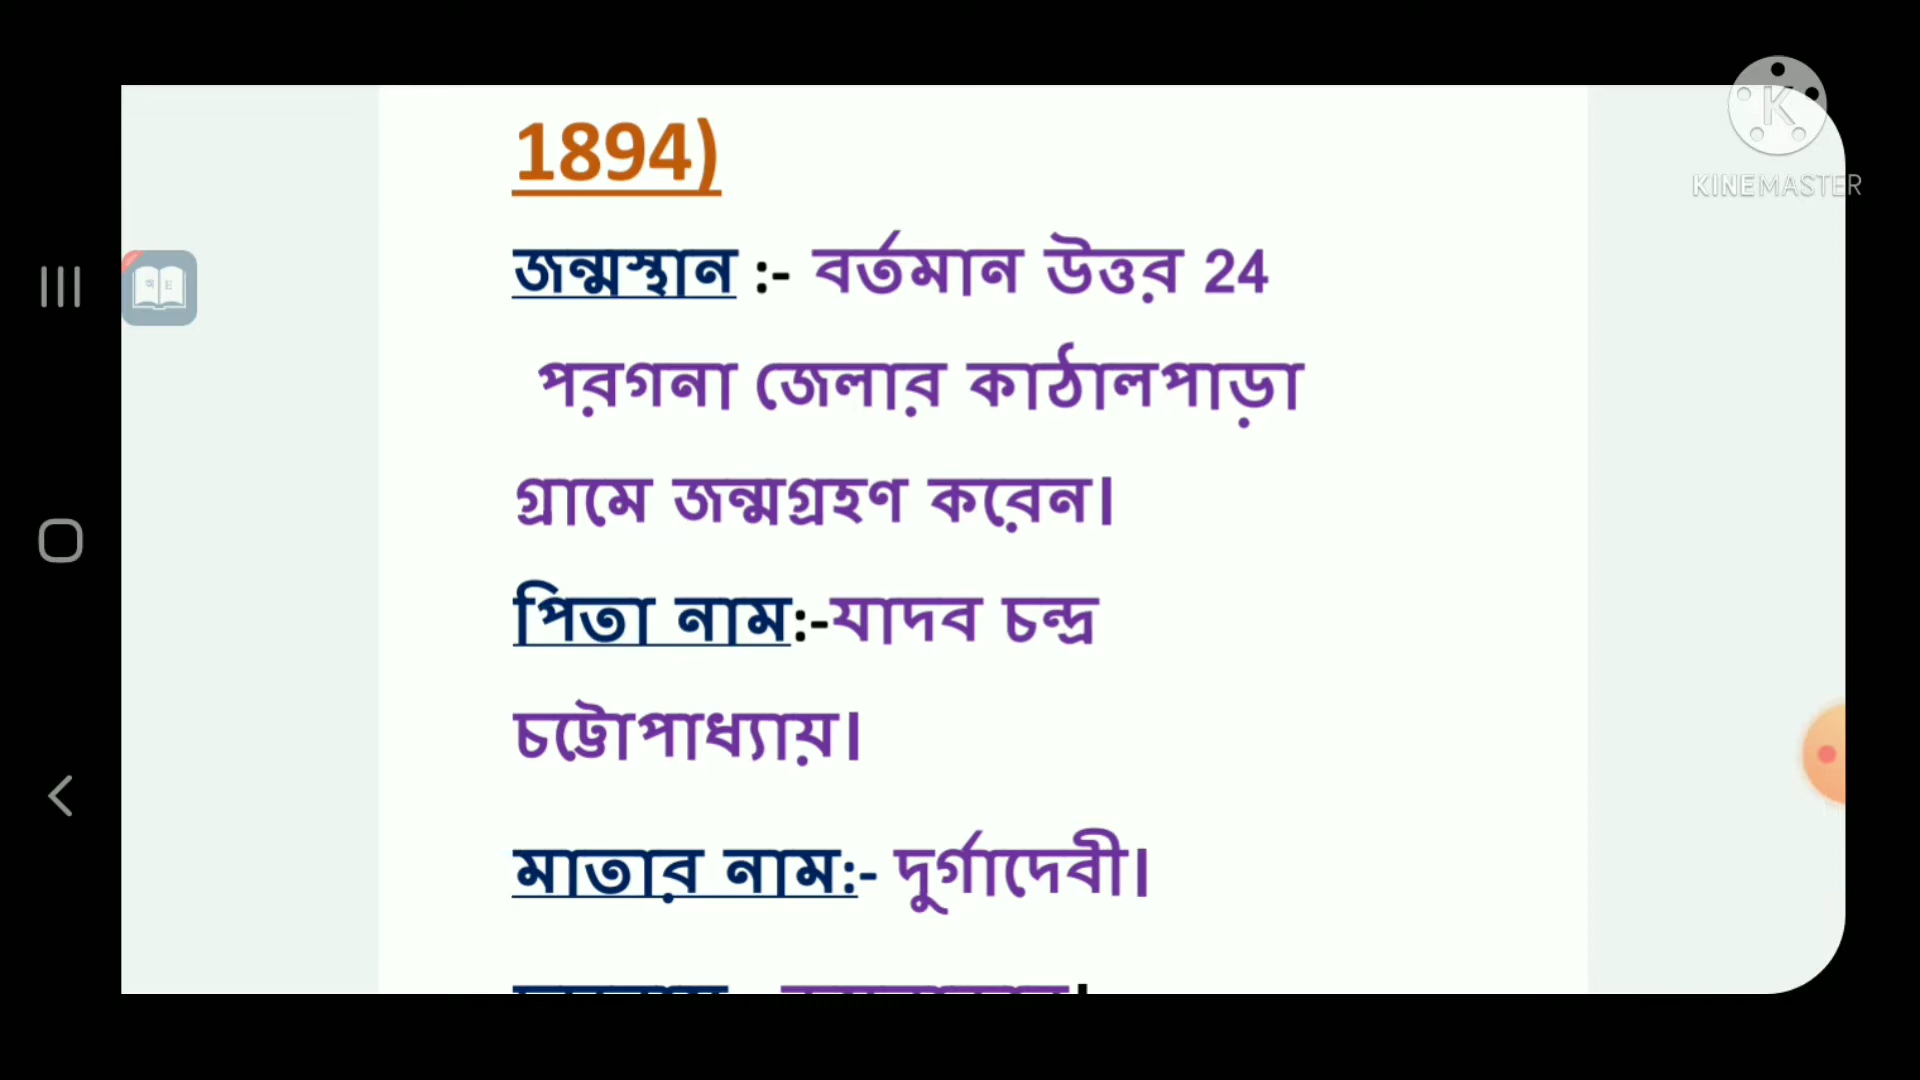 1894)
জন্মস্থান :- বর্তমান উত্তর 24
পরগনা জেলার কাঠালপাড়া
গ্রামে জন্মগ্রহণ করেন।
পিতা নাম:-যাদব চন্দ্র
চট্টোপাধ্যায়।
মাতার নাম:- দুর্গাদেবী।
KINEMASTER